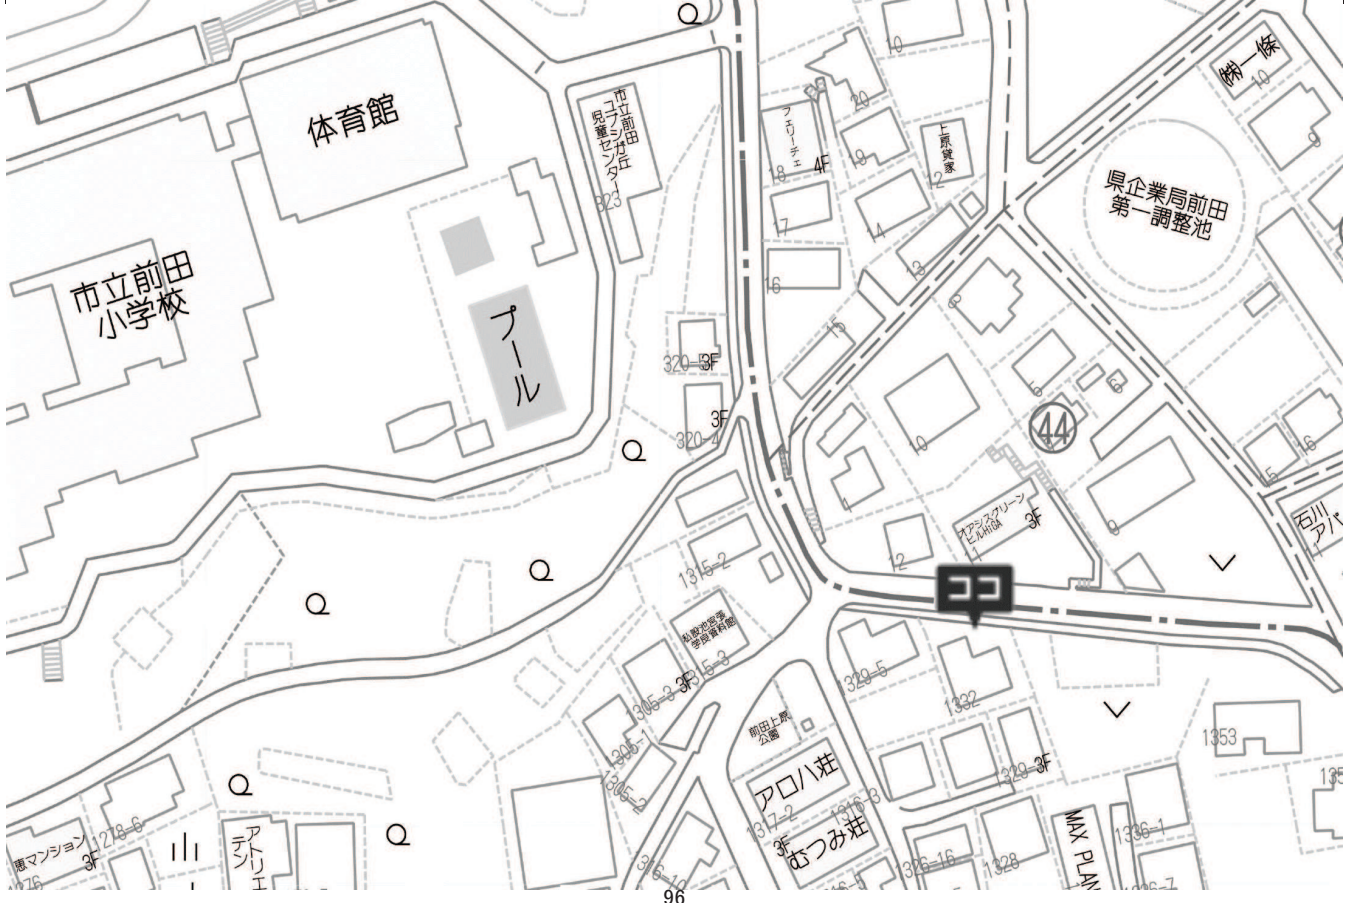 10
㈱一條
10
体育館
市立前田
ユブシが丘
児童センター
323
フェリーチェ
18
4F
20
19
上原貸家
12
9
県企業局前田
第一調整池
17
14
13
16
15
8
市立前田
小学校
プール
320-5
3F
3F
320-4
10
44
5
16
石川
アパ
オアシスグリーン
ビルHIGA
3F
11
12
9
1315-2
ココ
私設池宮張
学良資料館
1315-3
1305-3
3F
1329-5
1332
1305-1
1305-2
前田上原
公園
1353
1329-3
3F
アロハ荘
1317-2
1316-3
3F
むつみ荘
MAX PLAN
1336-1
1326-16
1328
恵マンション
3F
1276
1278-6
アトリエ
テン
96